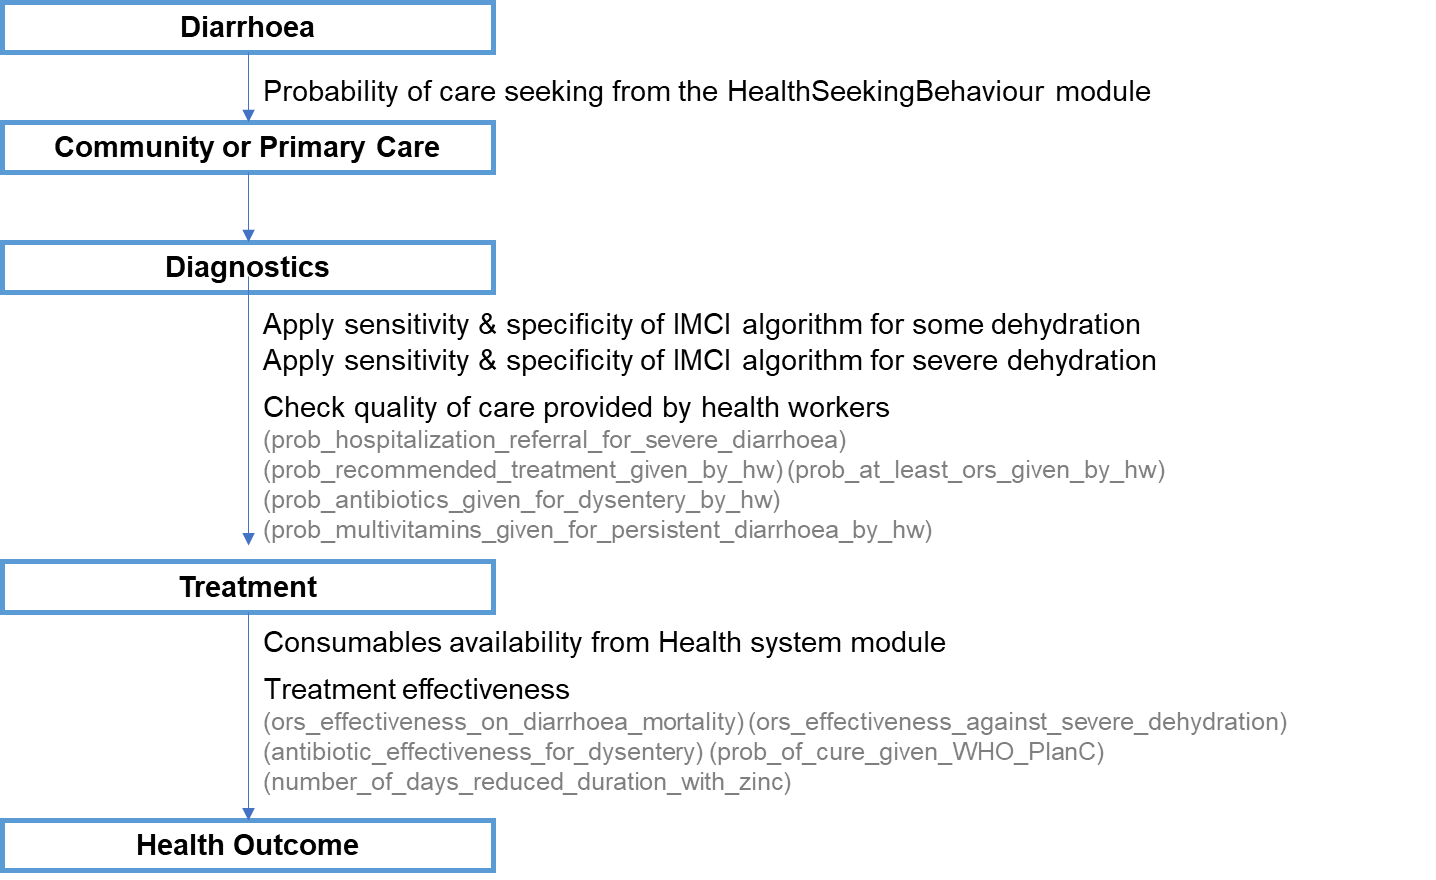 Diarrhoea
Probability of care seeking from the HealthSeekingBehaviour module
Community or Primary Care
Diagnostics
Apply sensitivity & specificity of IMCI algorithm for some dehydration
Apply sensitivity & specificity of IMCI algorithm for severe dehydration
Check quality of care provided by health workers
(prob_hospitalization_referral_for_severe_diarrhoea)
(prob_recommended_treatment_given_by_hw) (prob_at_least_ors_given_by_hw)
(prob_antibiotics_given_for_dysentery_by_hw)
(prob_multivitamins_given_for_persistent_diarrhoea_by_hw)
Treatment
Consumables availability from Health system module
Treatment effectiveness
(ors_effectiveness_on_diarrhoea_mortality) (ors_effectiveness_against_severe_dehydration)
(antibiotic_effectiveness_for_dysentery) (prob_of_cure_given_WHO_PlanC)
(number_of_days_reduced_duration_with_zinc)
Health Outcome